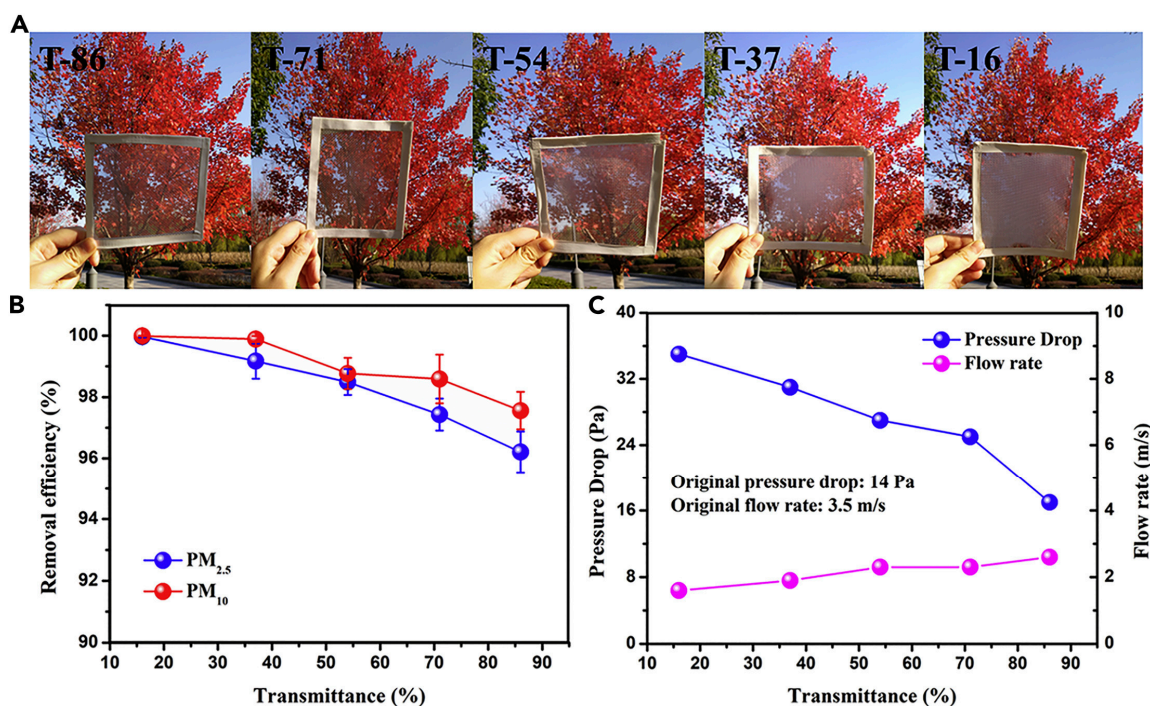 A
T-86
T-71
T-54
T-37
T-16
B
Removal efficiency (%)
100
98
96
94
92
90
PM2.5
PM10
10 20 30 40 50 60 70 80 90
Transmittance (%)
C
Pressure Drop (Pa)
40
32
24
16
8
0
Pressure Drop
Flow rate
Original pressure drop: 14 Pa
Original flow rate: 3.5 m/s
10
8
6
4
2
0
Flow rate (m/s)
10 20 30 40 50 60 70 80 90
Transmittance (%)